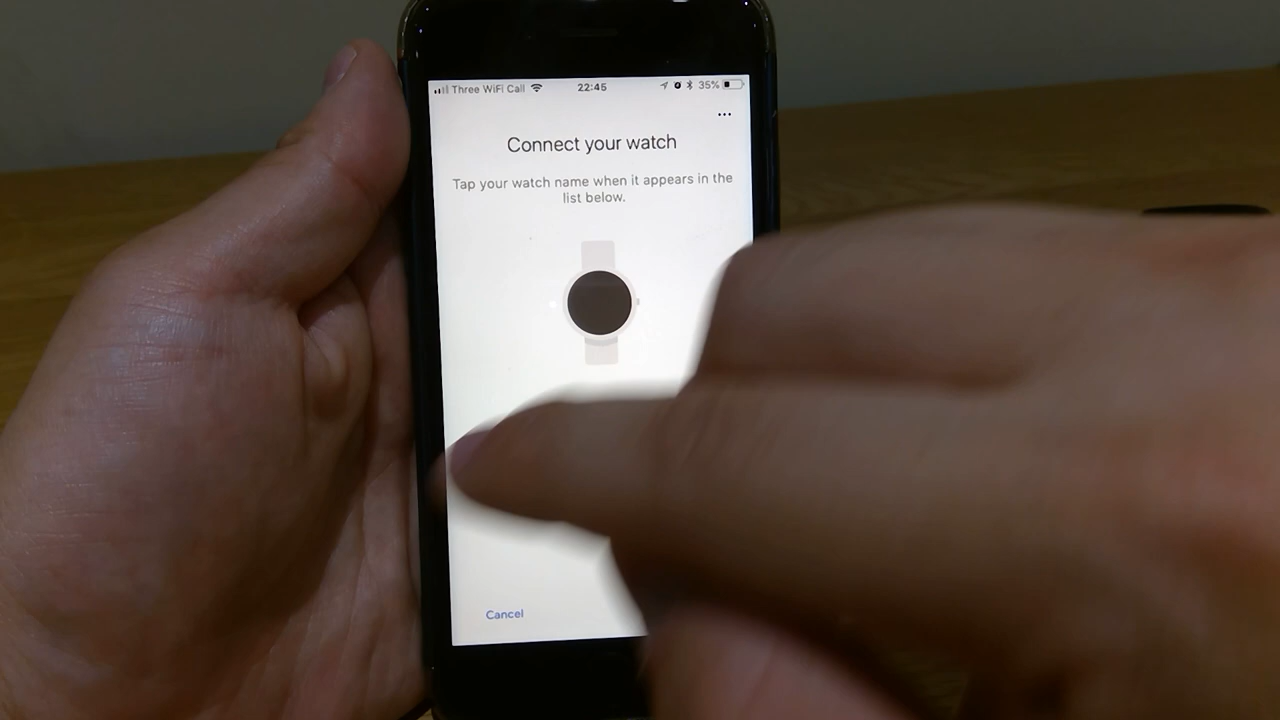 Three WiFi Call 22:45 35%
Connect your watch
Tap your watch name when it appears in the
list below.
Cancel